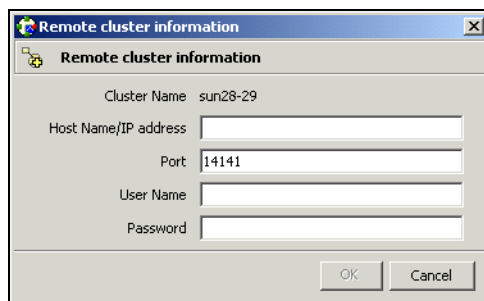 Remote cluster information
Remote cluster information
Cluster Name sun28-29
Host Name/IP address
Port 14141
User Name
Password
OK Cancel